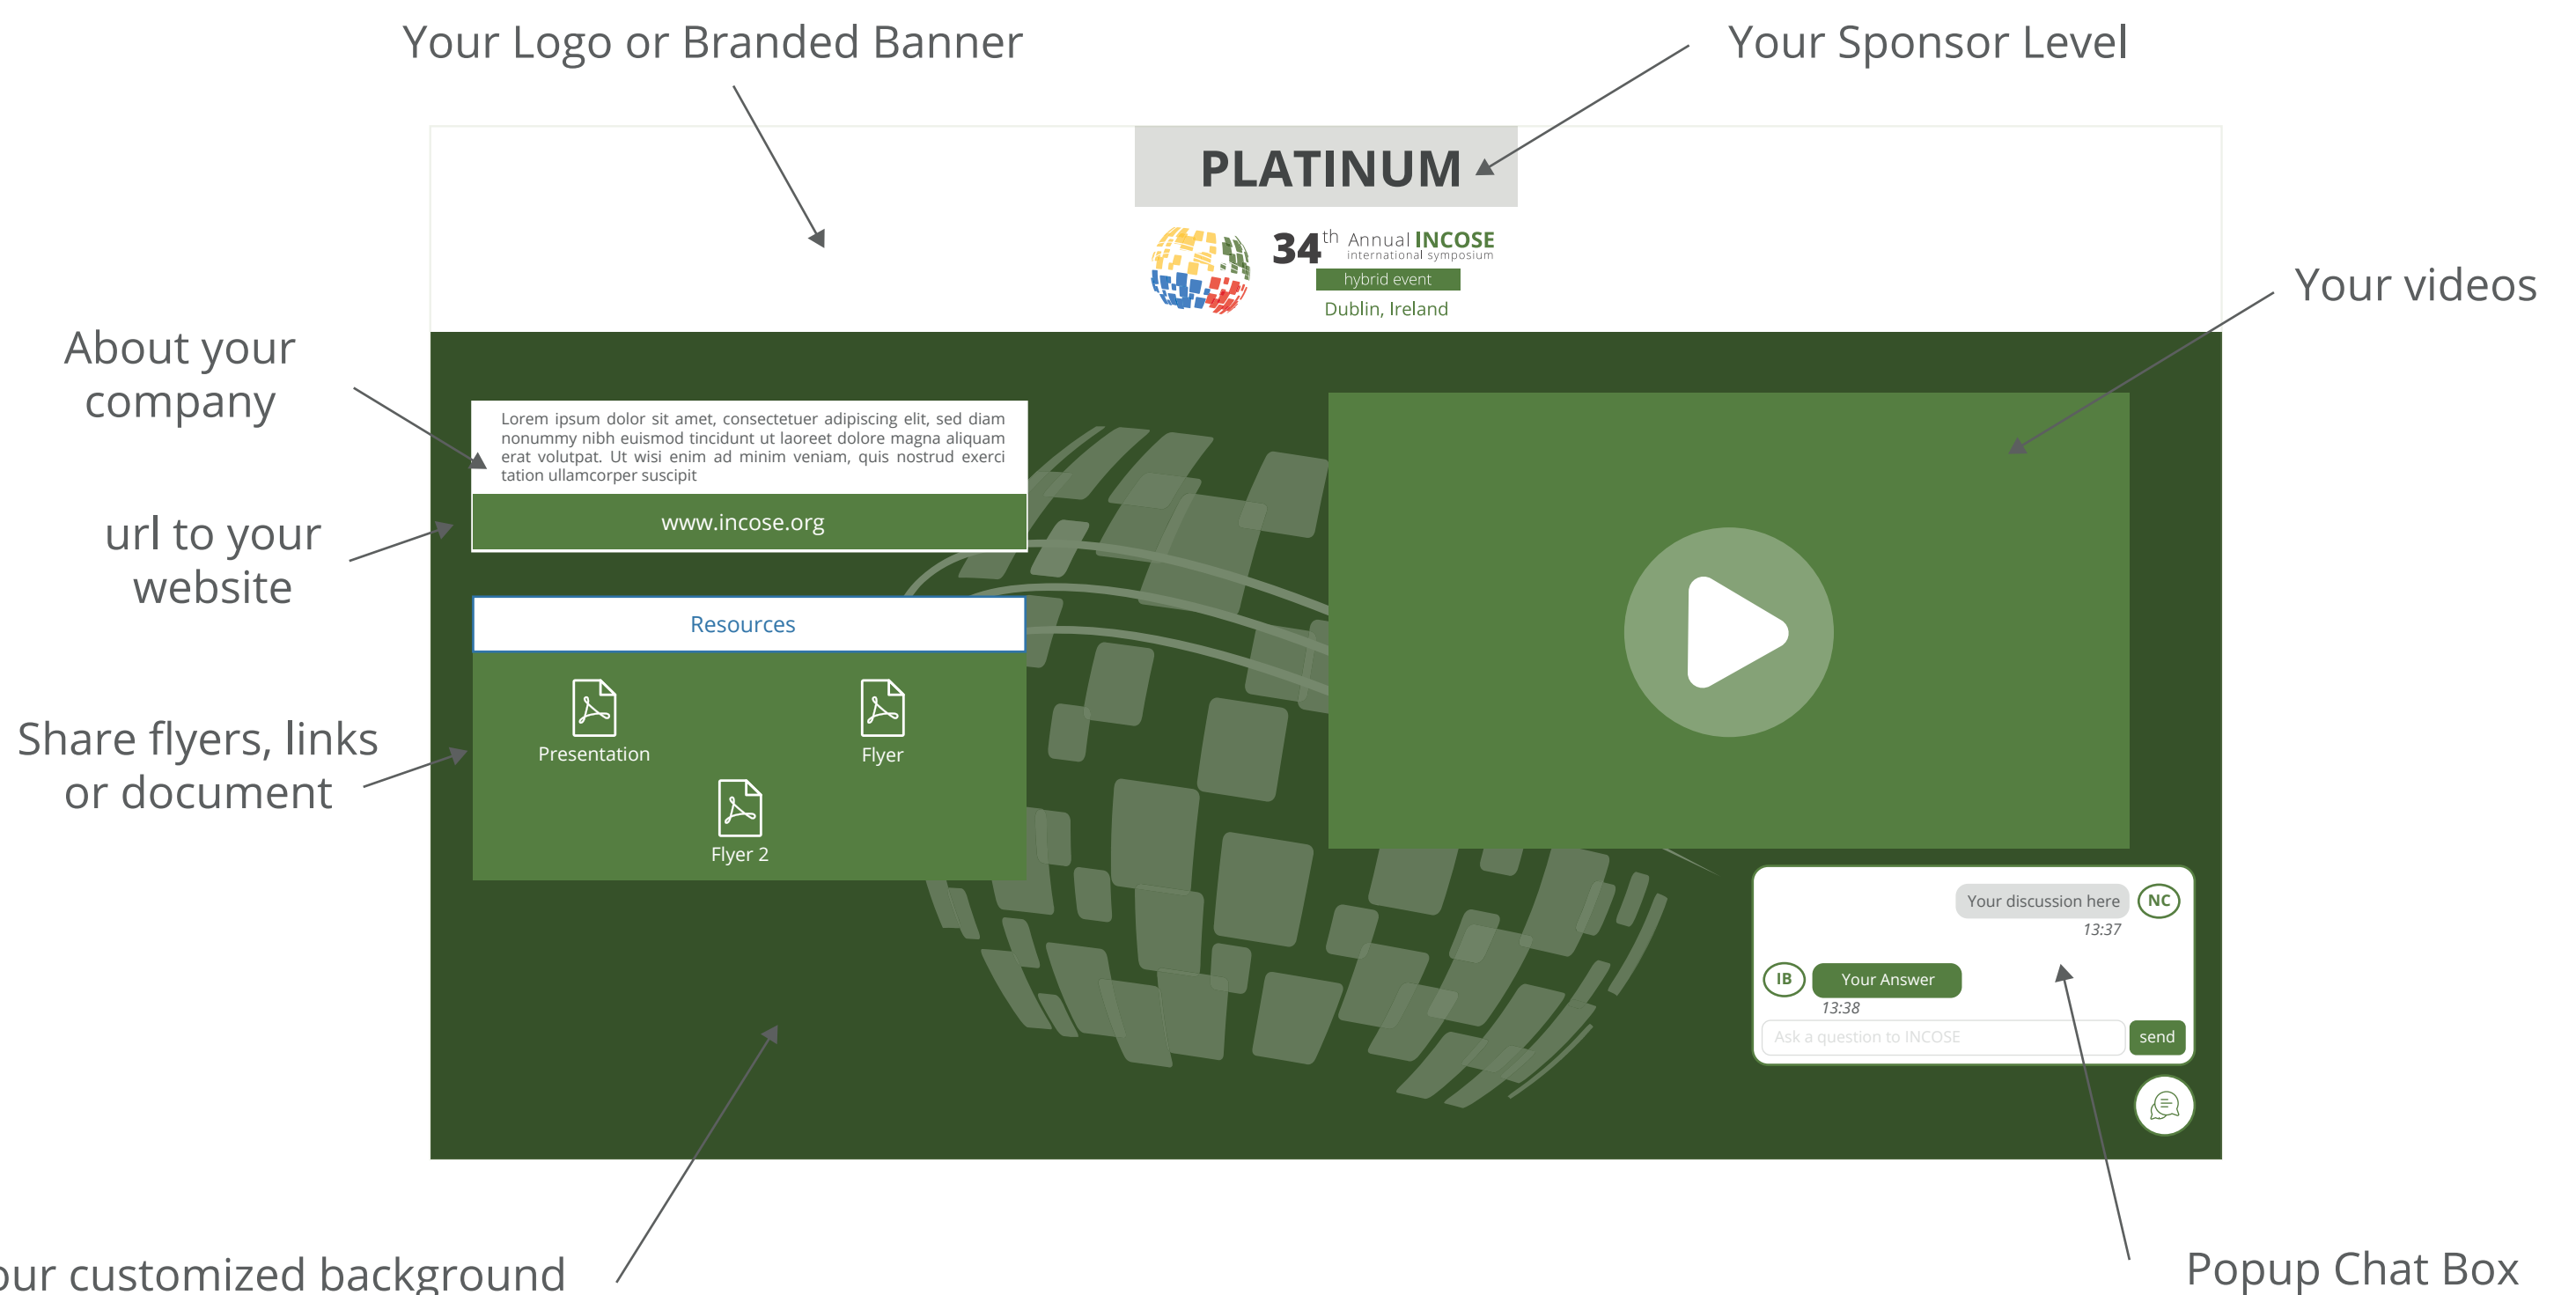 Your Logo or Branded Banner
Your Sponsor Level
PLATINUM
34th Annual INCOSE
international symposium
hybrid event
Dublin, Ireland
Your videos
About your
company
Lorem ipsum dolor sit amet, consectetuer adipiscing elit, sed diam
nonummy nibh euismod tincidunt ut laoreet dolore magna aliquam
erat volutpat. Ut wisi enim ad minim veniam, quis nostrud exerci
tation ullamcorper suscipit
url to your
website
www.incose.org
Resources
Share flyers, links
or document
Presentation
Flyer
Flyer 2
Your discussion here
NC
13:37
IB
Your Answer
13:38
Ask a question to INCOSE
send
our customized background
Popup Chat Box